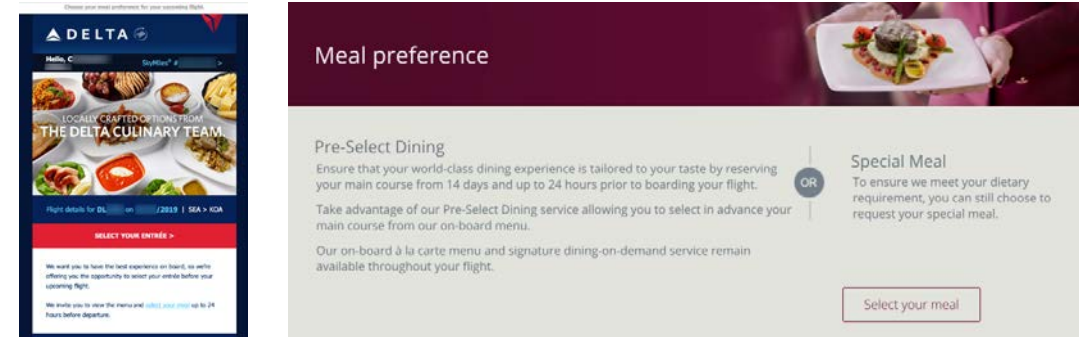 Choose your meal preference for your upcoming flight.
DELTA
Hello, C
SkyMiles® # >
LOCALLY CRAFTED OPTIONS FROM
THE DELTA CULINARY TEAM.
Flight details for DL on /2019 | SEA > KOA
SELECT YOUR ENTRÉE >
We want you to have the best experience on board, so we're
offering you the opportunity to select your entrée before your
upcoming flight.
We invite you to view the menu and select your meal up to 24
hours before departure.
Meal preference
Pre-Select Dining
Ensure that your world-class dining experience is tailored to your taste by reserving
your main course from 14 days and up to 24 hours prior to boarding your flight.
Take advantage of our Pre-Select Dining service allowing you to select in advance your
main course from our on-board menu.
Our on-board à la carte menu and signature dining-on-demand service remain
available throughout your flight.
OR
Special Meal
To ensure we meet your dietary
requirement, you can still choose to
request your special meal.
Select your meal